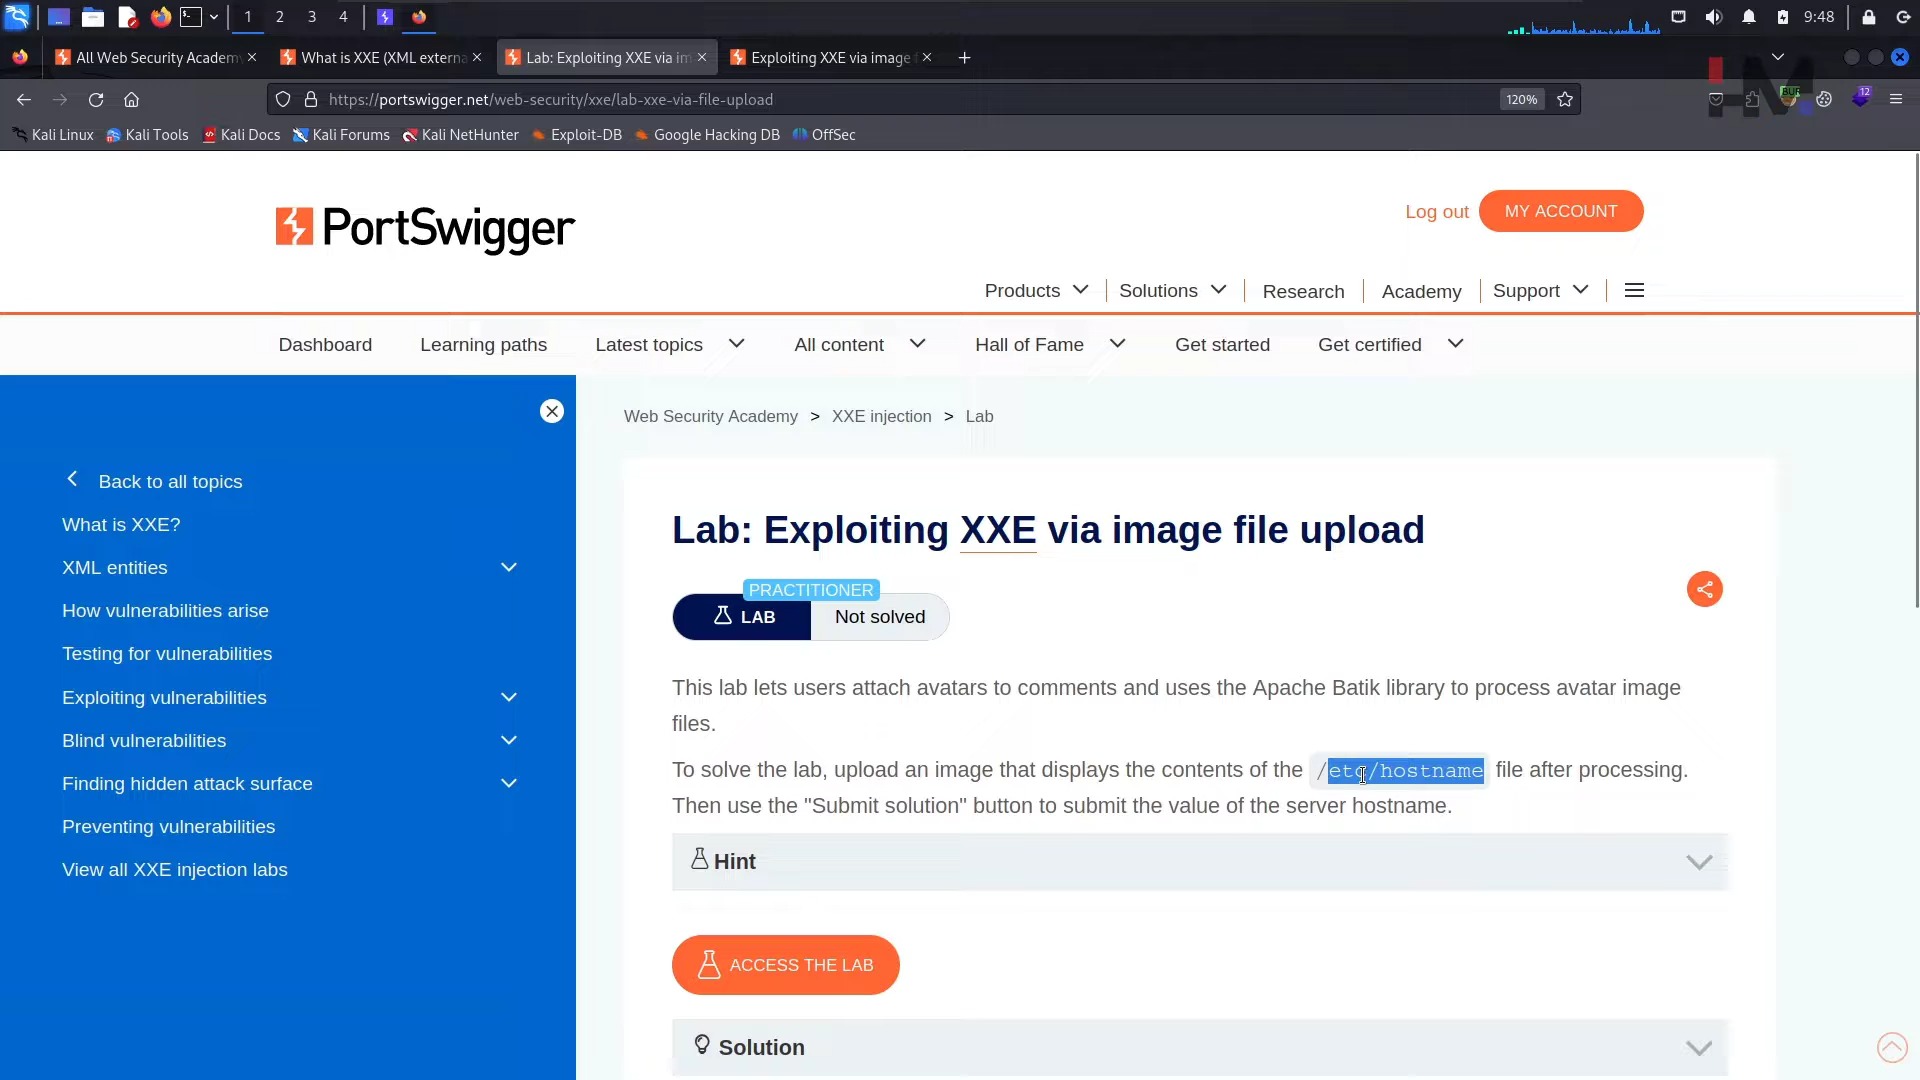 1 2 3 4 9:48
All Web Security Academy
What is XXE (XML externa
Lab: Exploiting XXE via im
Exploiting XXE via image f
https://portswigger.net/web-security/xxe/lab-xxe-via-file-upload
120%
BUR
12
HM
Kali Linux Kali Tools Kali Docs Kali Forums Kali NetHunter Exploit-DB Google Hacking DB OffSec
PortSwigger
Log out MY ACCOUNT
Products Solutions Research Academy Support
Dashboard Learning paths Latest topics All content Hall of Fame Get started Get certified
Back to all topics
What is XXE?
XML entities
How vulnerabilities arise
Testing for vulnerabilities
Exploiting vulnerabilities
Blind vulnerabilities
Finding hidden attack surface
Preventing vulnerabilities
View all XXE injection labs
Web Security Academy > XXE injection > Lab
Lab: Exploiting XXE via image file upload
PRACTITIONER
LAB Not solved
This lab lets users attach avatars to comments and uses the Apache Batik library to process avatar image
files.
To solve the lab, upload an image that displays the contents of the /etc/hostname file after processing.
Then use the "Submit solution" button to submit the value of the server hostname.
Hint
ACCESS THE LAB
Solution